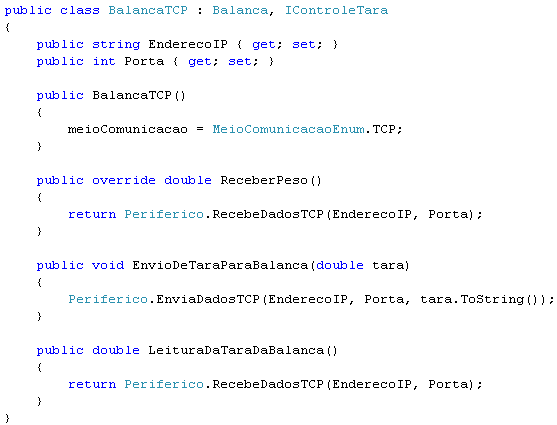 public class BalancaTCP : Balanca, IControleTara
{
    public string EnderecoIP { get; set; }
    public int Porta { get; set; }

    public BalancaTCP()
    {
        meioComunicacao = MeioComunicacaoEnum.TCP;
    }

    public override double ReceberPeso()
    {
        return Periferico.RecebeDadosTCP(EnderecoIP, Porta);
    }

    public void EnvioDeTaraParaBalanca(double tara)
    {
        Periferico.EnviaDadosTCP(EnderecoIP, Porta, tara.ToString());
    }

    public double LeituraDaTaraDaBalanca()
    {
        return Periferico.RecebeDadosTCP(EnderecoIP, Porta);
    }
}